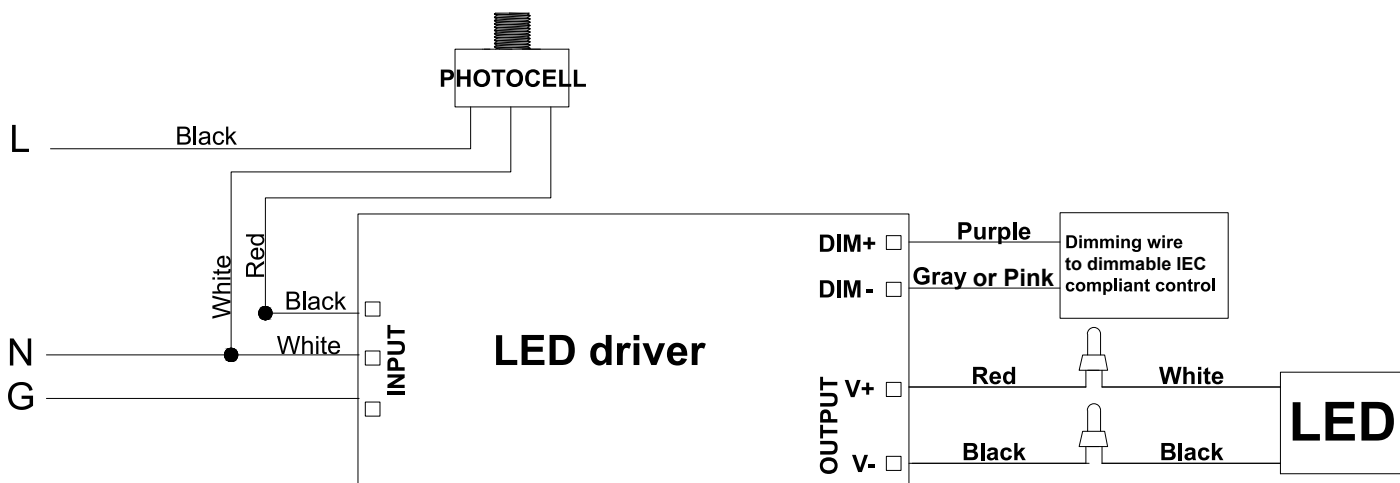 PHOTOCELL
L
Black
White
Red
Black
White
N
G
INPUT
LED driver
DIM+
DIM-
Purple
Gray or Pink
Dimming wire
to dimmable IEC
compliant control
OUTPUT
V+
V-
Red
White
Black
Black
LED